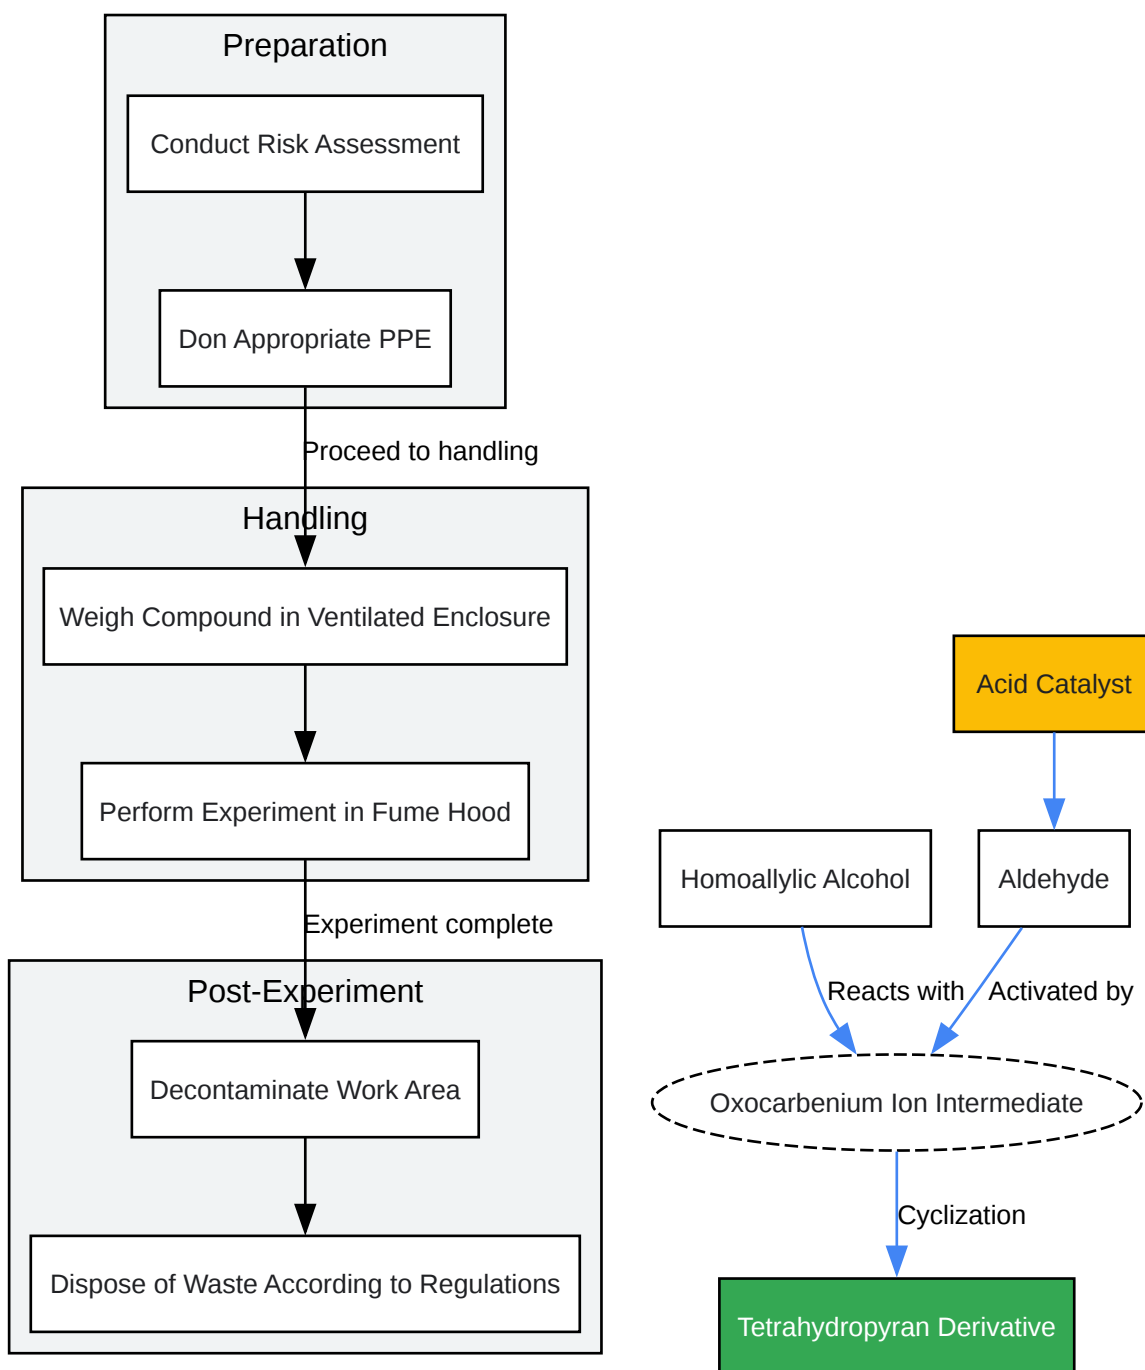 Preparation
Conduct Risk Assessment
Don Appropriate PPE
Proceed to handling
Handling
Weigh Compound in Ventilated Enclosure
Perform Experiment in Fume Hood
Experiment complete
Post-Experiment
Decontaminate Work Area
Dispose of Waste According to Regulations
Acid Catalyst
Homoallylic Alcohol
Aldehyde
Reacts with
Activated by
Oxocarbenium Ion Intermediate
Cyclization
Tetrahydropyran Derivative